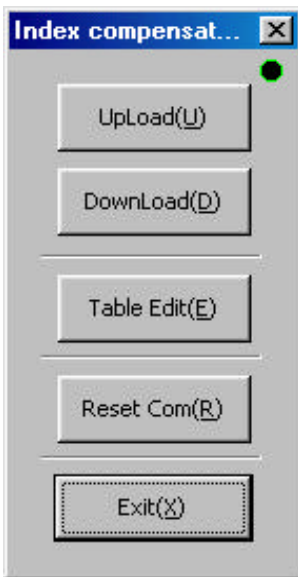 Index compensat...
UpLoad(U)
DownLoad(D)
Table Edit(E)
Reset Com(R)
Exit(X)